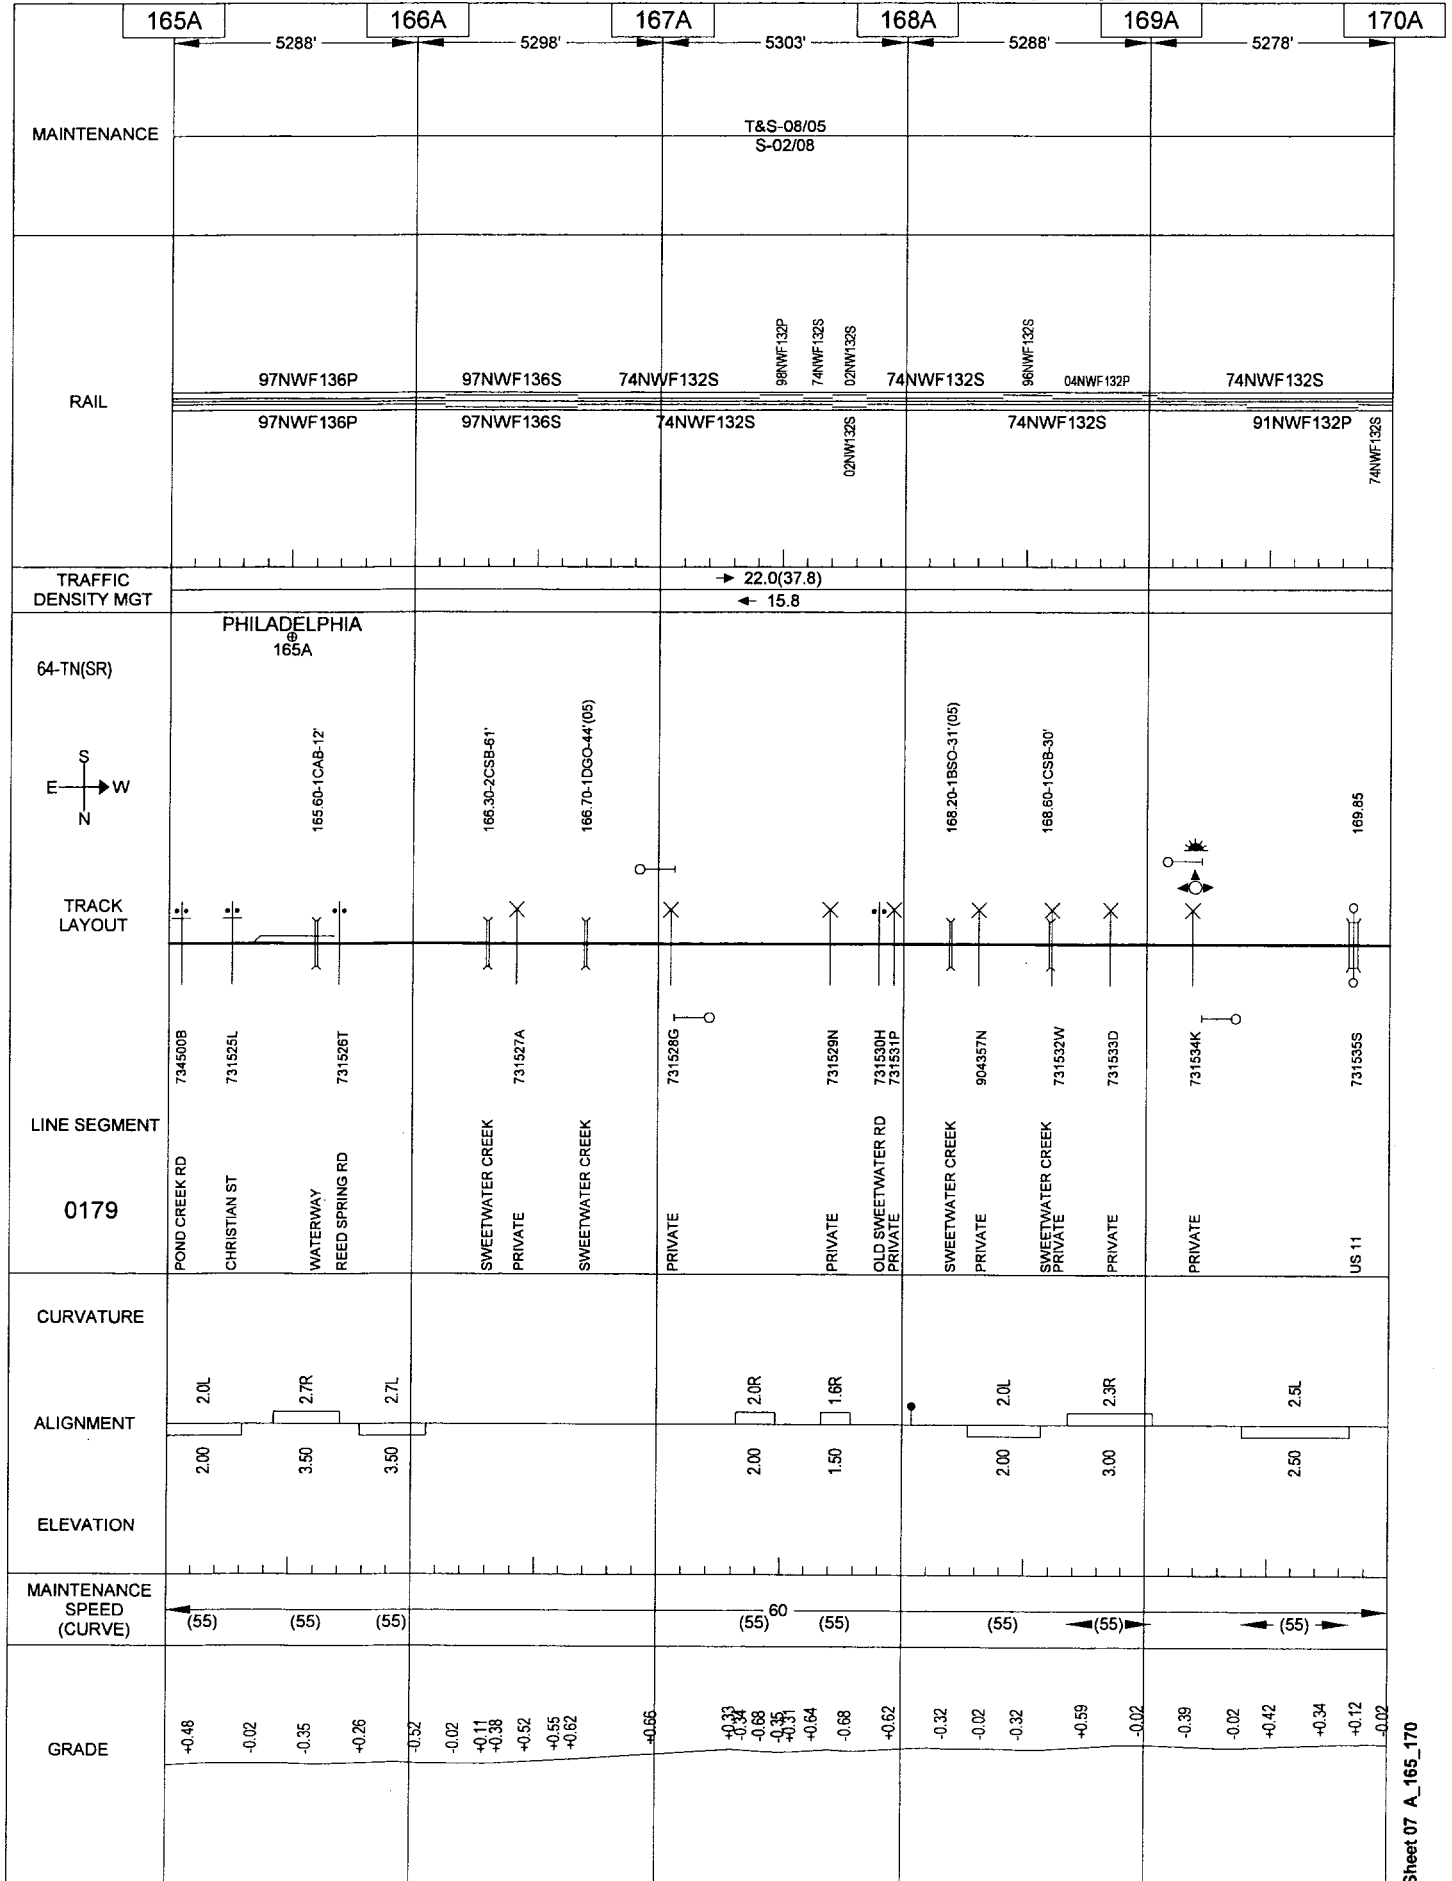 165A 166A 167A 168A 169A 170A
5288' 5298' 5303' 5288' 5278'
MAINTENANCE
T&S-08/05
S-02/08
98NWF132P 74NWF132S 02NW132S 96NWF132S
97NWF136P 97NWF136S 74NWF132S 74NWF132S 04NWF132P 74NWF132S
RAIL
97NWF136P 97NWF136S 74NWF132S 74NWF132S 91NWF132P
02NW132S 74NWF132S
TRAFFIC
DENSITY MGT
22.0(37.8)
15.8
PHILADELPHIA
165A
64-TN(SR)
S
E W
N
165.60-1CAB-12' 166.30-2CSB-61' 166.70-1DGO-44'(05) 168.20-1BSO-31'(05) 168.60-1CSB-30' 169.85
TRACK
LAYOUT
734500B 731525L 731526T 731527A 731528G 731529N 731530H 731531P 904357N 731532W 731533D 731534K 731535S
LINE SEGMENT
0179
POND CREEK RD
CHRISTIAN ST
WATERWAY
REED SPRING RD
SWEETWATER CREEK
PRIVATE
SWEETWATER CREEK
PRIVATE
PRIVATE
OLD SWEETWATER RD
PRIVATE
SWEETWATER CREEK
PRIVATE
SWEETWATER CREEK
PRIVATE
PRIVATE
PRIVATE
US 11
CURVATURE
2.0L 2.7R 2.7L 2.0R 1.6R 2.0L 2.3R 2.5L
ALIGNMENT
2.00 3.50 3.50 2.00 1.50 2.00 3.00 2.50
ELEVATION
MAINTENANCE
SPEED
(CURVE)
60
(55) (55) (55) (55) (55) (55) (55) (55)
GRADE
+0.48 -0.02 -0.35 +0.26 -0.52 -0.02 +0.11 +0.38 +0.52 +0.55 +0.62 +0.66 +0.33 -0.34 -0.68 +0.31 +0.64 -0.68 +0.62 -0.32 -0.02 -0.32 +0.59 -0.02 -0.39 -0.02 +0.42 +0.34 +0.12 -0.02
Sheet 07 A_165_170